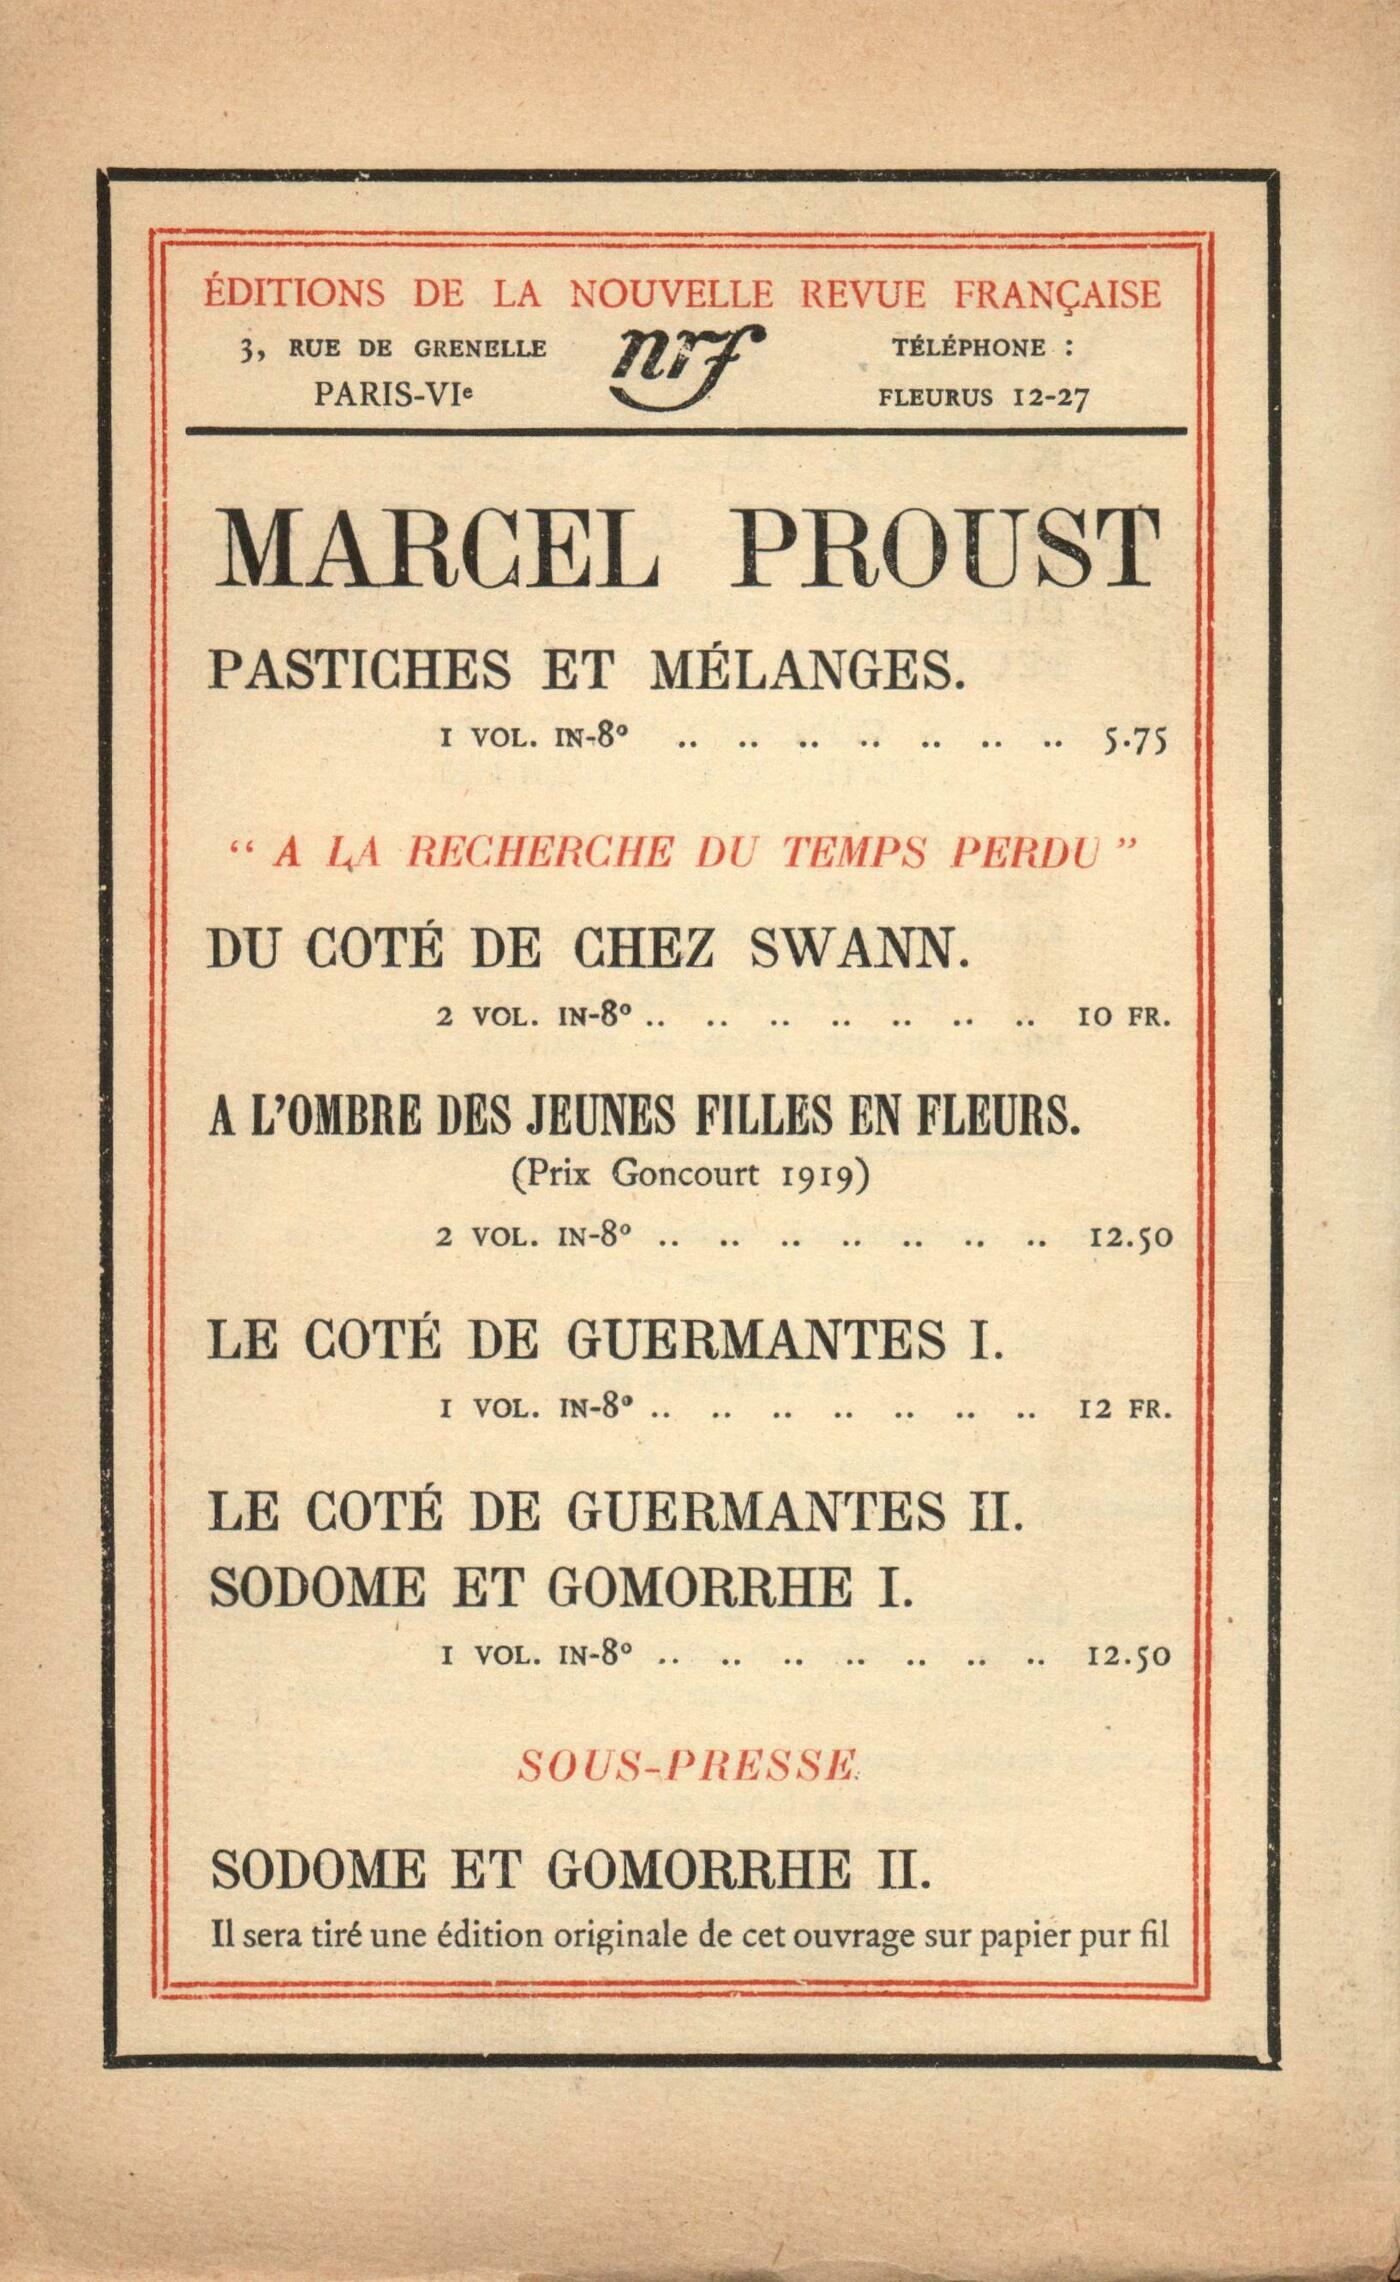 ÉDITIONS DE LA NOUVELLE REVUE FRANÇAISE
3, RUE DE GRENELLE
PARIS-VIe
nrf
TÉLÉPHONE :
FLEURUS 12-27
MARCEL PROUST
PASTICHES ET MÉLANGES.
1 VOL. IN-8º .. .. .. .. .. .. .. 5.75
“ A LA RECHERCHE DU TEMPS PERDU ”
DU COTÉ DE CHEZ SWANN.
2 VOL. IN-8º .. .. .. .. .. .. .. 10 FR.
A L’OMBRE DES JEUNES FILLES EN FLEURS.
(Prix Goncourt 1919)
2 VOL. IN-8º .. .. .. .. .. .. .. 12.50
LE COTÉ DE GUERMANTES I.
1 VOL. IN-8º .. .. .. .. .. .. .. 12 FR.
LE COTÉ DE GUERMANTES II.
SODOME ET GOMORRHE I.
1 VOL. IN-8º .. .. .. .. .. .. .. 12.50
SOUS-PRESSE
SODOME ET GOMORRHE II.
Il sera tiré une édition originale de cet ouvrage sur papier pur fil